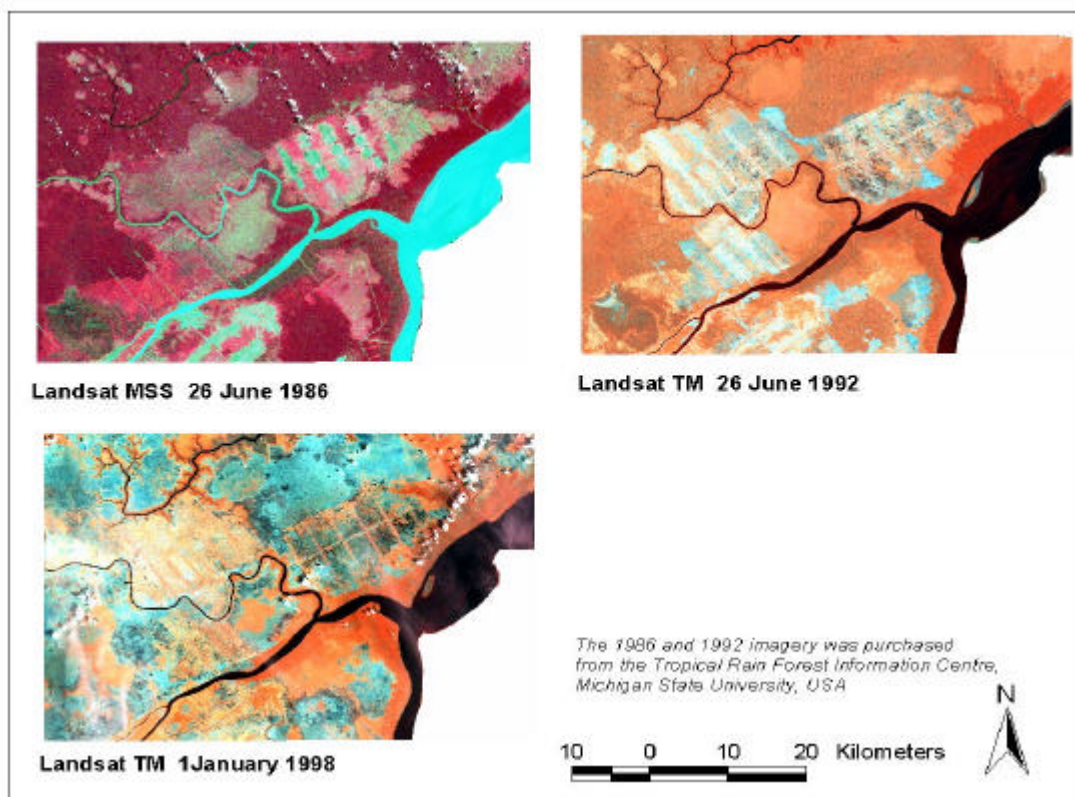 Landsat MSS 26 June 1986
Landsat TM 26 June 1992
Landsat TM 1January 1998
The 1986 and 1992 imagery was purchased
from the Tropical Rain Forest Information Centre,
Michigan State University, USA
N
10 0 10 20 Kilometers